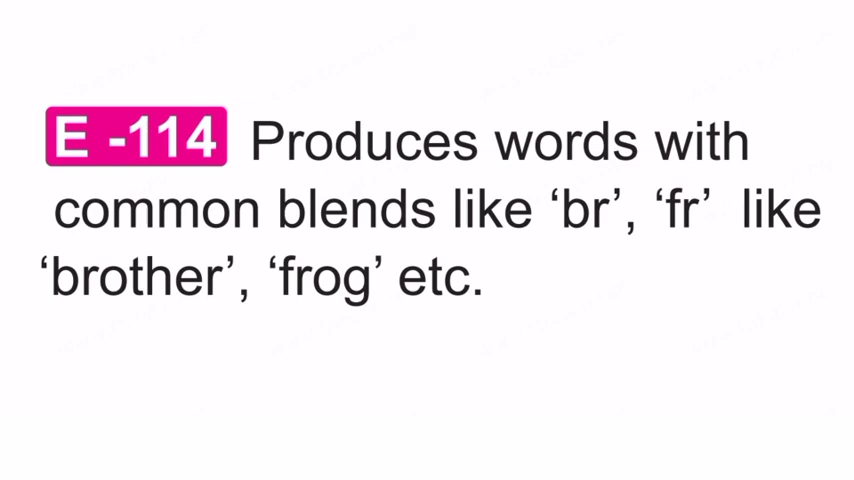 E -114 Produces words with
common blends like ‘br’, ‘fr’ like
‘brother’, ‘frog’ etc.